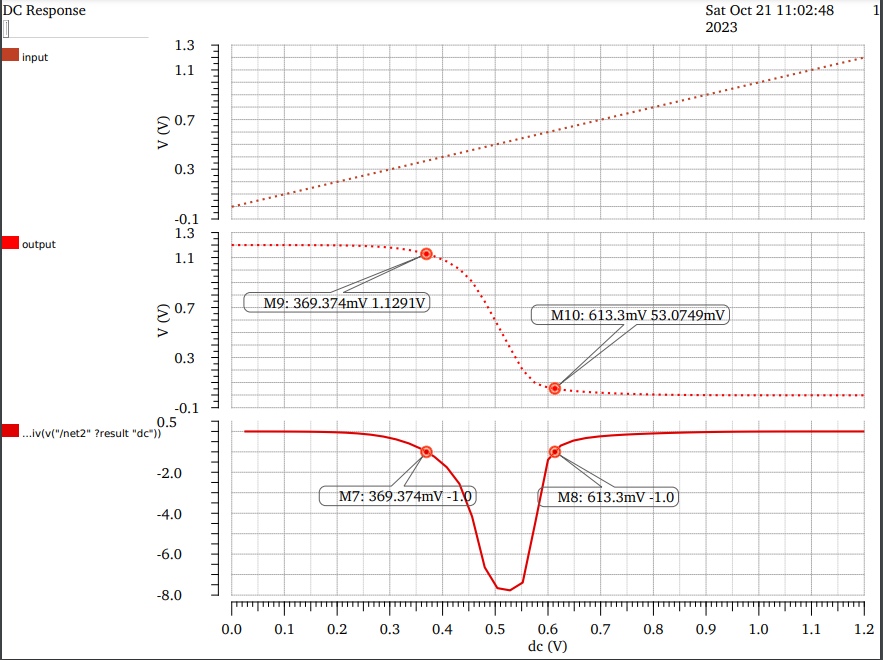 DC Response
Sat Oct 21 11:02:48
2023
1
input
V (V)
1.3
1.1
0.7
0.3
-0.1
output
V (V)
1.3
1.1
0.7
0.3
-0.1
M9: 369.374mV 1.1291V
M10: 613.3mV 53.0749mV
...iv(v("/net2" ?result "dc"))
0.5
-2.0
-4.0
-6.0
-8.0
M7: 369.374mV -1.0
M8: 613.3mV -1.0
0.0 0.1 0.2 0.3 0.4 0.5 0.6 0.7 0.8 0.9 1.0 1.1 1.2
dc (V)